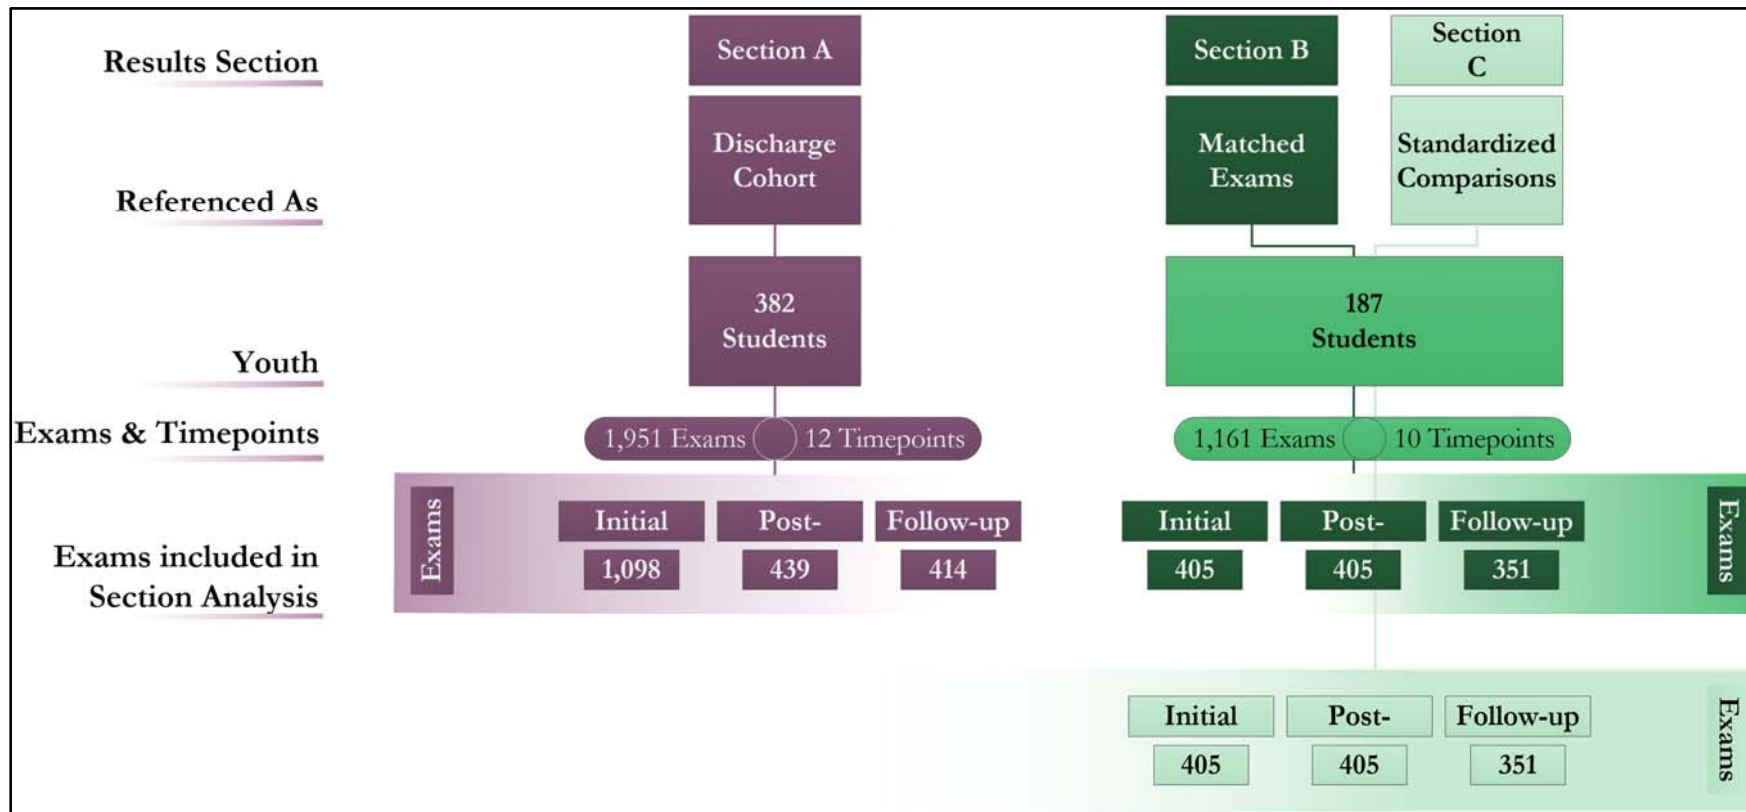 Results Section
Section A
Section B
Section
C
Referenced As
Discharge
Cohort
Matched
Exams
Standardized
Comparisons
Youth
382
Students
187
Students
Exams & Timepoints
1,951 Exams
12 Timepoints
1,161 Exams
10 Timepoints
Exams included in
Section Analysis
Exams
Initial
Post-
Follow-up
1,098
439
414
Initial
Post-
Follow-up
405
405
351
Exams
Initial
Post-
Follow-up
405
405
351
Exams